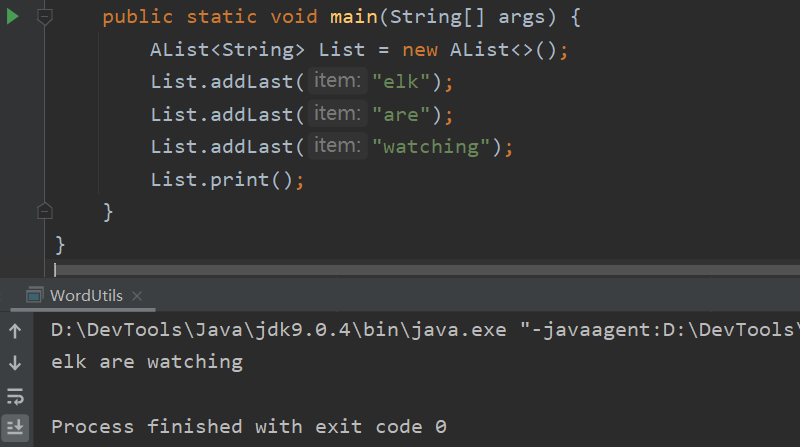 public static void main(String[] args) {
AList<String> List = new AList<>();
List.addLast( item: "elk");
List.addLast( item: "are");
List.addLast( item: "watching");
List.print();
}
}
WordUtils
D:\DevTools\Java\jdk9.0.4\bin\java.exe "-javaagent:D:\DevTools\
elk are watching
Process finished with exit code 0